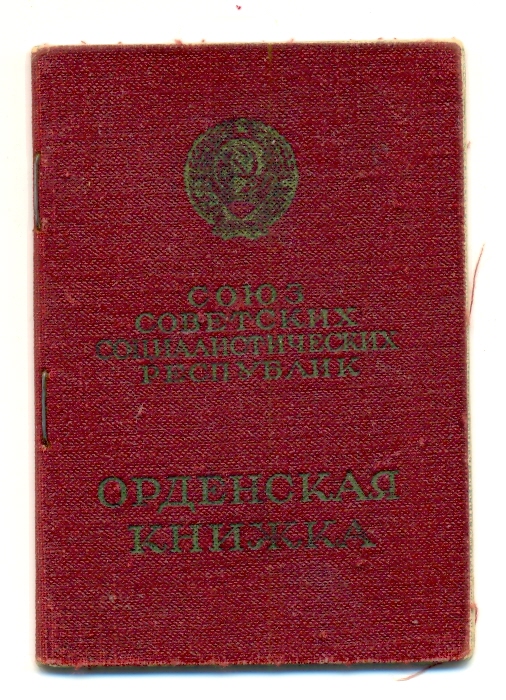 СОЮЗ
СОВЕТСКИХ
СОЦИАЛИСТИЧЕСКИХ
РЕСПУБЛИК
ОРДЕНСКАЯ
КНИЖКА